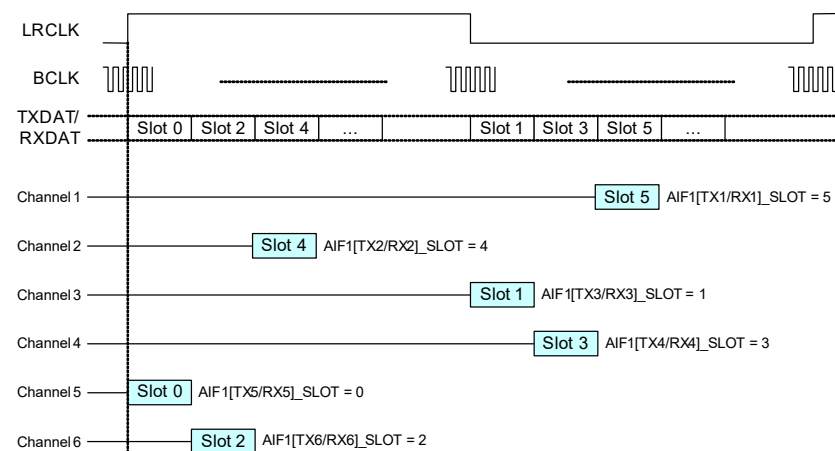 LRCLK
BCLK
TXDAT/
RXDAT
Slot 0 Slot 2 Slot 4 ... Slot 1 Slot 3 Slot 5 ...
Channel 1 Slot 5 AIF1[TX1/RX1]_SLOT = 5
Channel 2 Slot 4 AIF1[TX2/RX2]_SLOT = 4
Channel 3 Slot 1 AIF1[TX3/RX3]_SLOT = 1
Channel 4 Slot 3 AIF1[TX4/RX4]_SLOT = 3
Channel 5 Slot 0 AIF1[TX5/RX5]_SLOT = 0
Channel 6 Slot 2 AIF1[TX6/RX6]_SLOT = 2